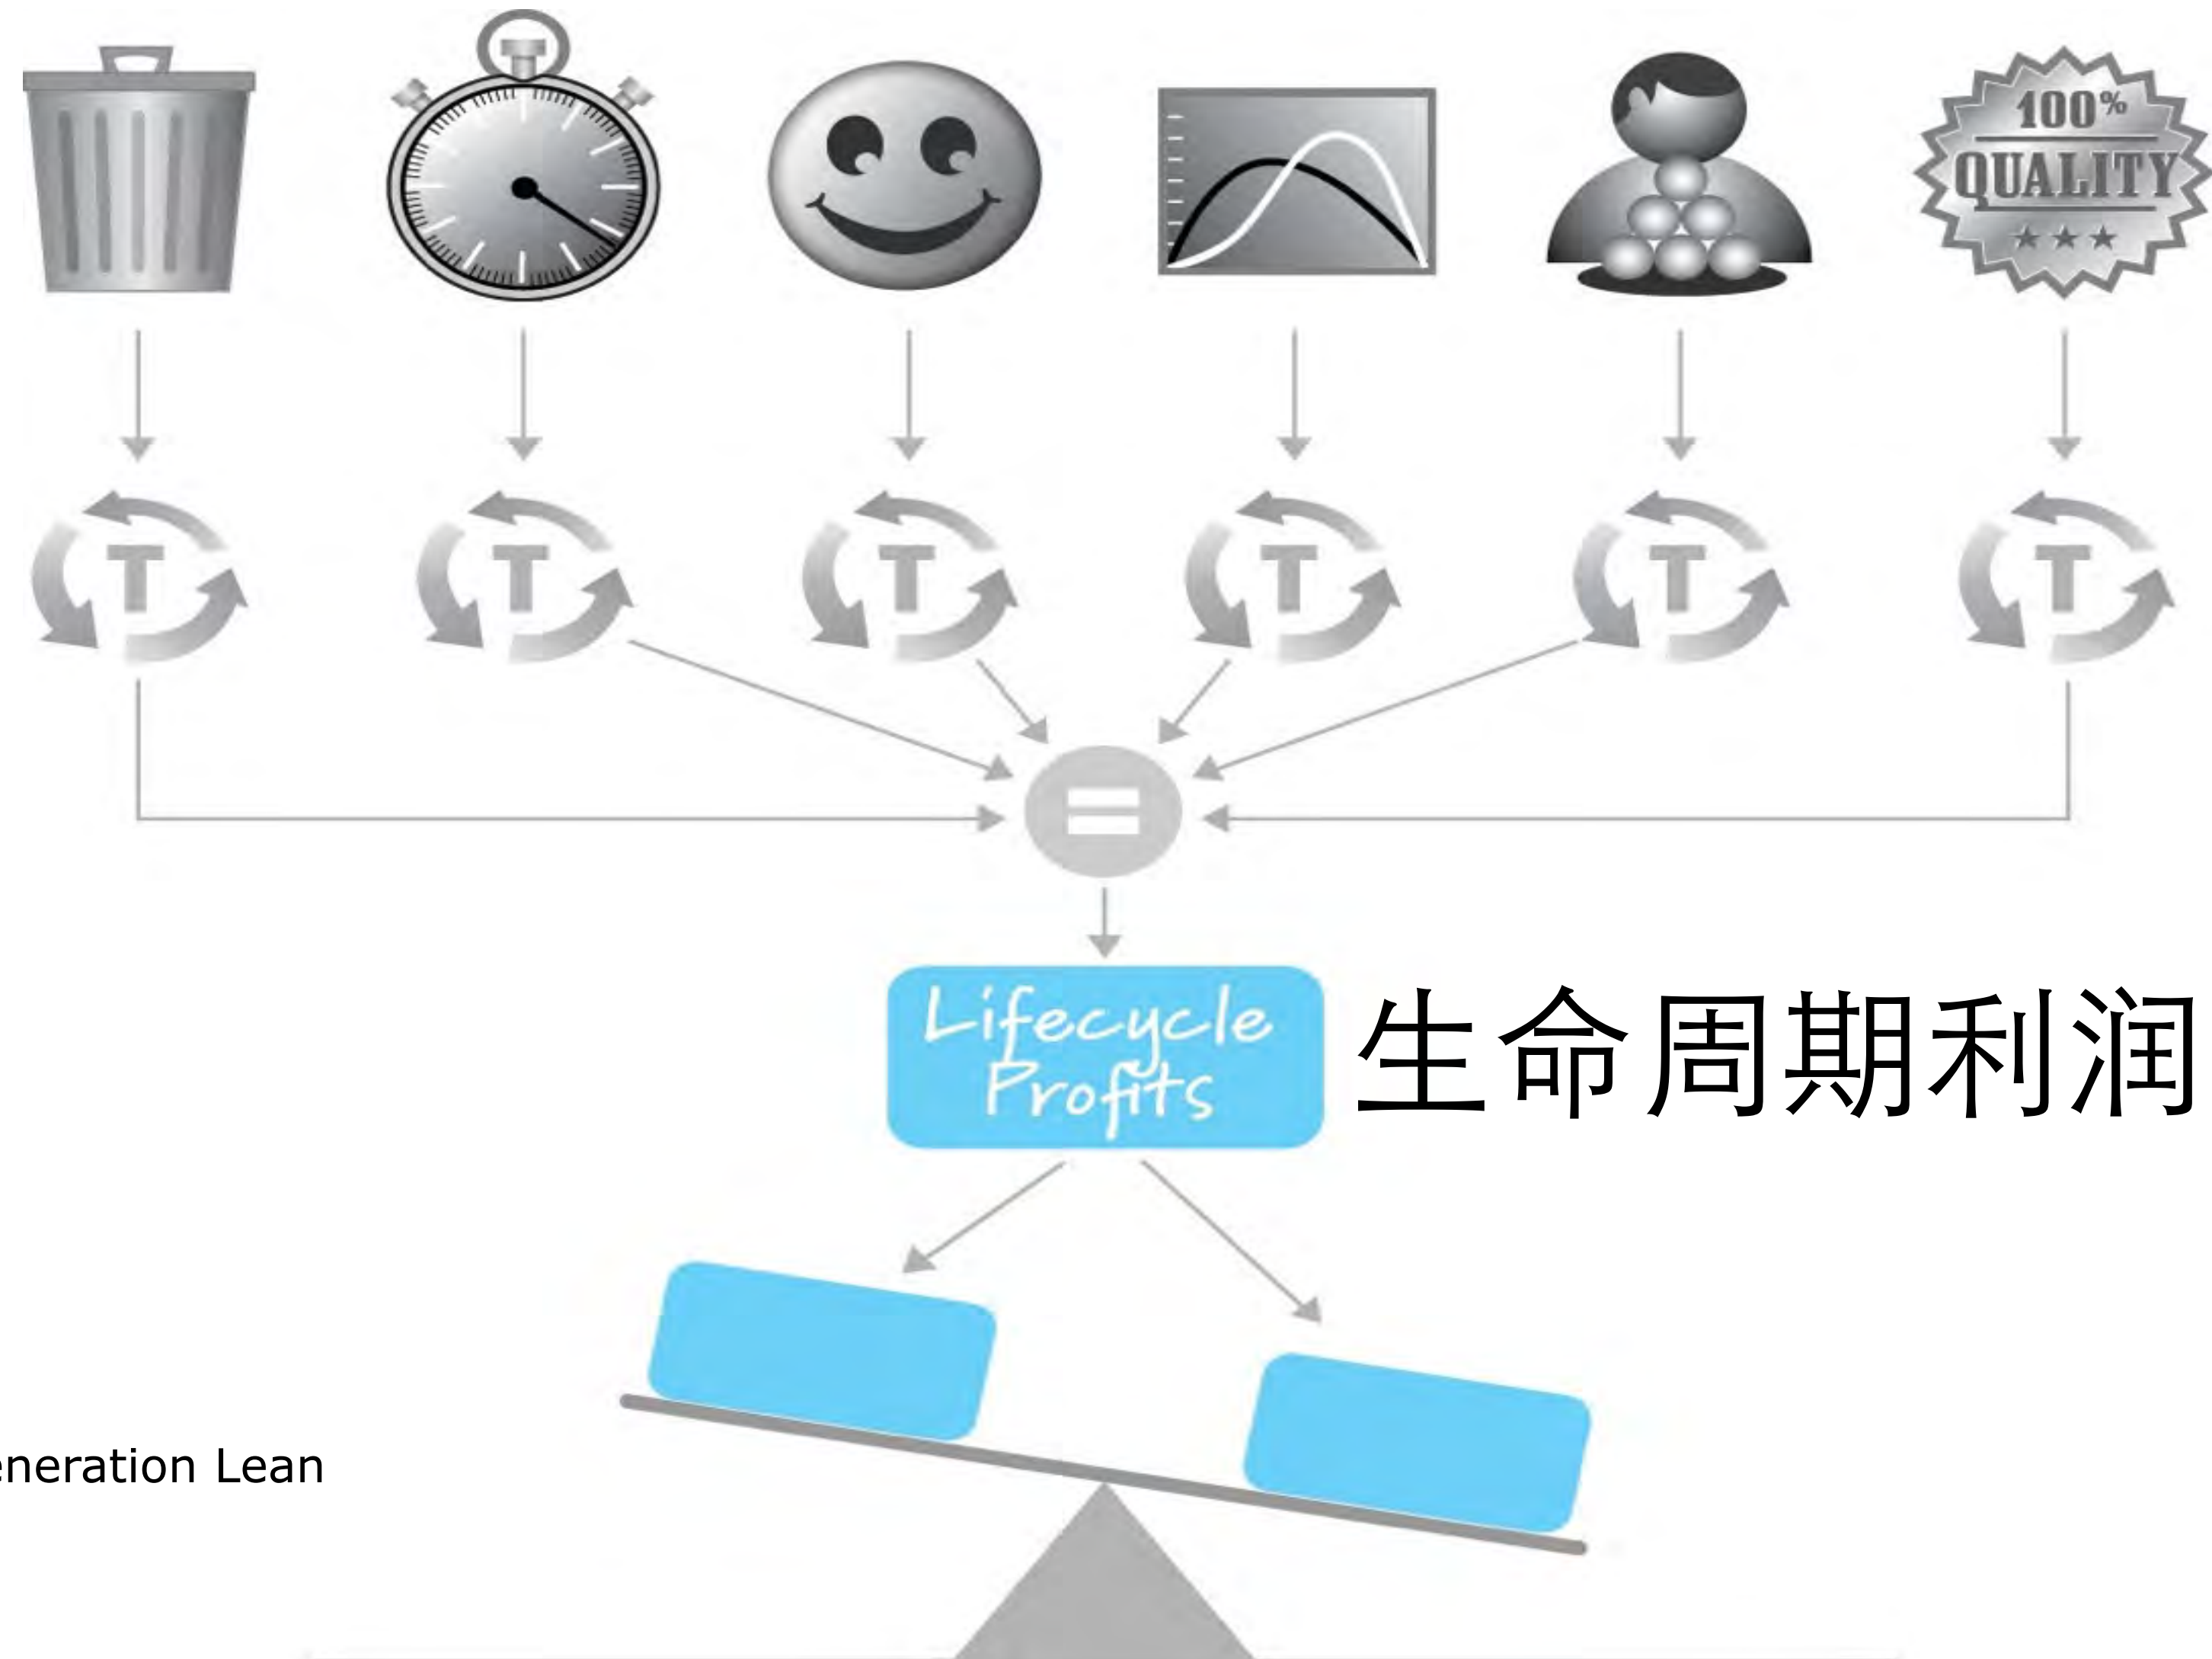 100%
QUALITY
T T T T T T
Lifecycle
Profits
生命周期利润
eneration Lean